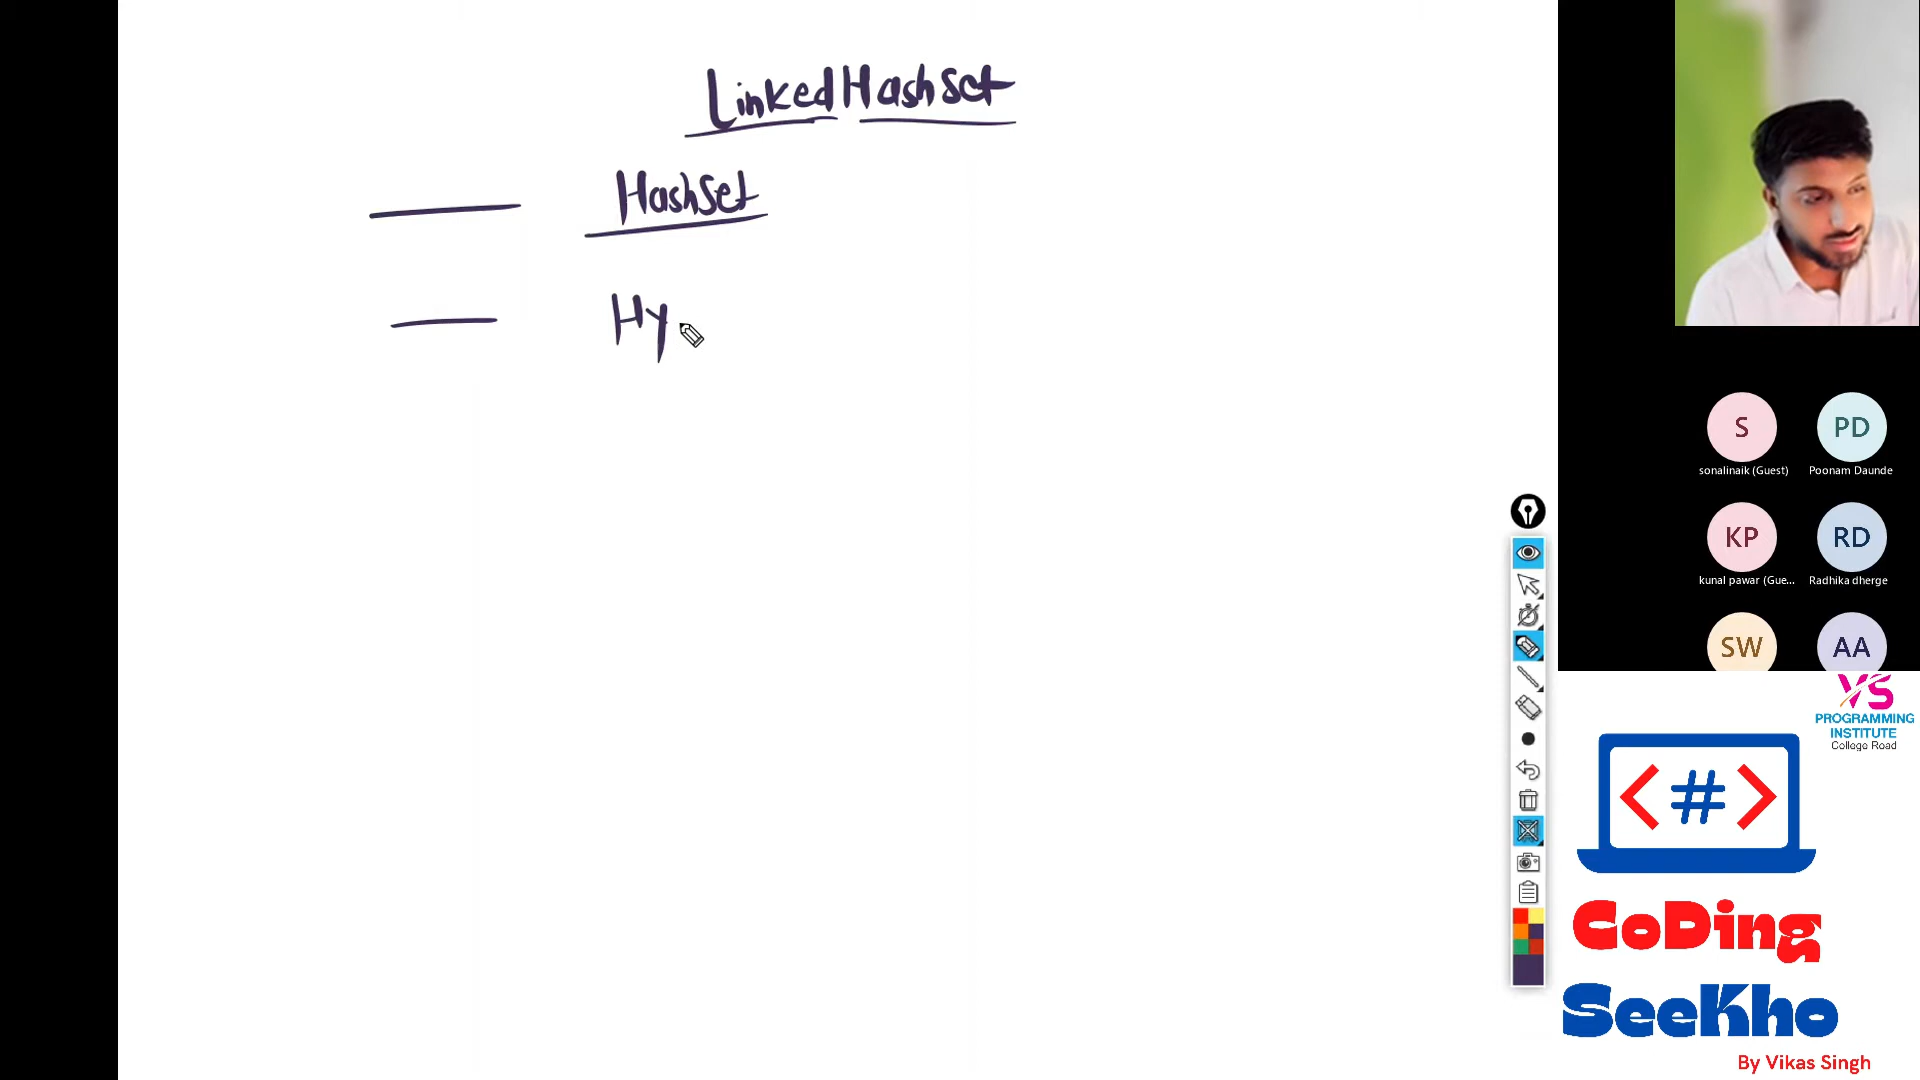 LinkedHashSet
HashSet
Hy
S
PD
sonalinaik (Guest)
Poonam Daunde
KP
RD
kunal pawar (Gue...
Radhika dherge
SW
AA
VS
PROGRAMMING
INSTITUTE
College Road
<#>
CoDing
SeeKho
By Vikas Singh